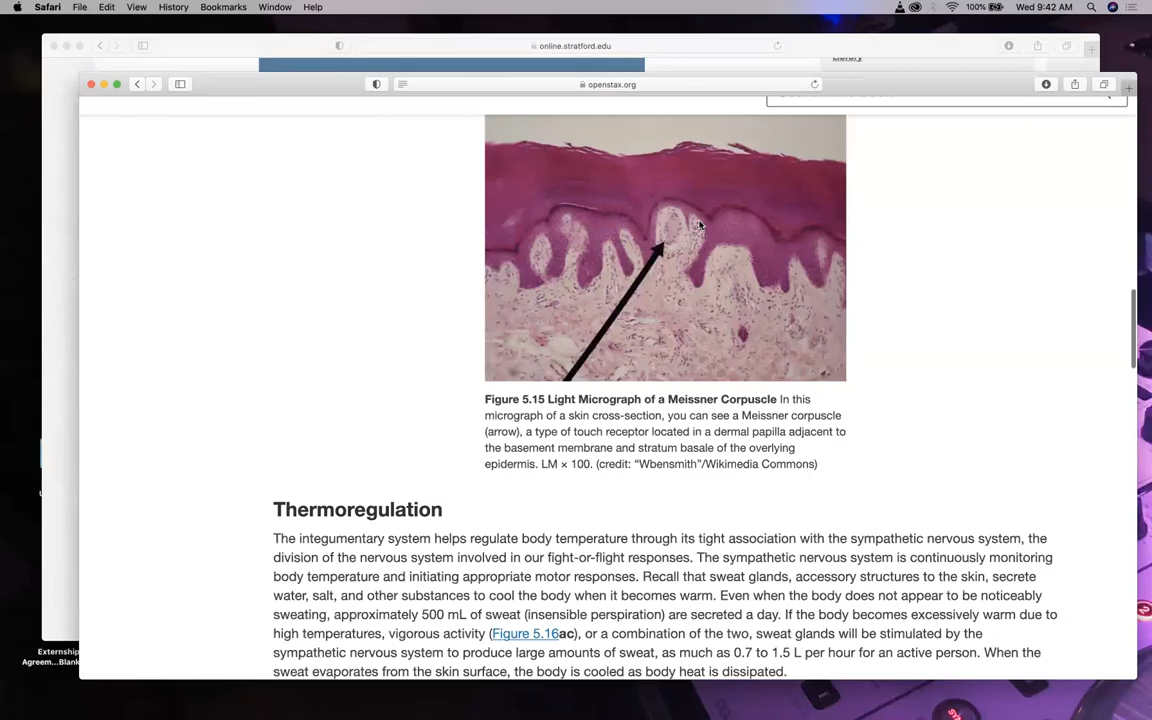 Safari File Edit View History Bookmarks Window Help 100% Wed 9:42 AM
online.stratford.edu
Library
openstax.org
Figure 5.15 Light Micrograph of a Meissner Corpuscle In this
micrograph of a skin cross-section, you can see a Meissner corpuscle
(arrow), a type of touch receptor located in a dermal papilla adjacent to
the basement membrane and stratum basale of the overlying
epidermis. LM × 100. (credit: “Wbensmith”/Wikimedia Commons)
Thermoregulation
The integumentary system helps regulate body temperature through its tight association with the sympathetic nervous system, the
division of the nervous system involved in our fight-or-flight responses. The sympathetic nervous system is continuously monitoring
body temperature and initiating appropriate motor responses. Recall that sweat glands, accessory structures to the skin, secrete
water, salt, and other substances to cool the body when it becomes warm. Even when the body does not appear to be noticeably
sweating, approximately 500 mL of sweat (insensible perspiration) are secreted a day. If the body becomes excessively warm due to
high temperatures, vigorous activity (Figure 5.16ac), or a combination of the two, sweat glands will be stimulated by the
sympathetic nervous system to produce large amounts of sweat, as much as 0.7 to 1.5 L per hour for an active person. When the
sweat evaporates from the skin surface, the body is cooled as body heat is dissipated.
Externship
Agreem...Blank